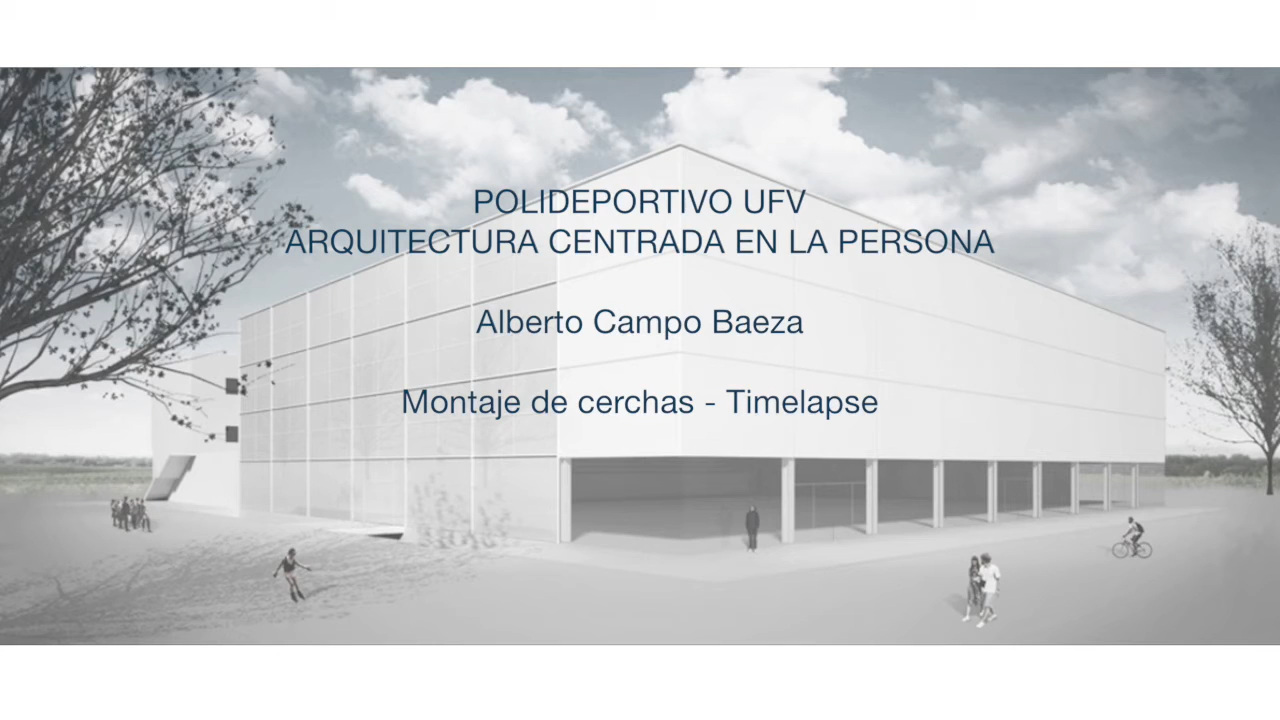 POLIDEPORTIVO UFV
ARQUITECTURA CENTRADA EN LA PERSONA
Alberto Campo Baeza
Montaje de cerchas - Timelapse